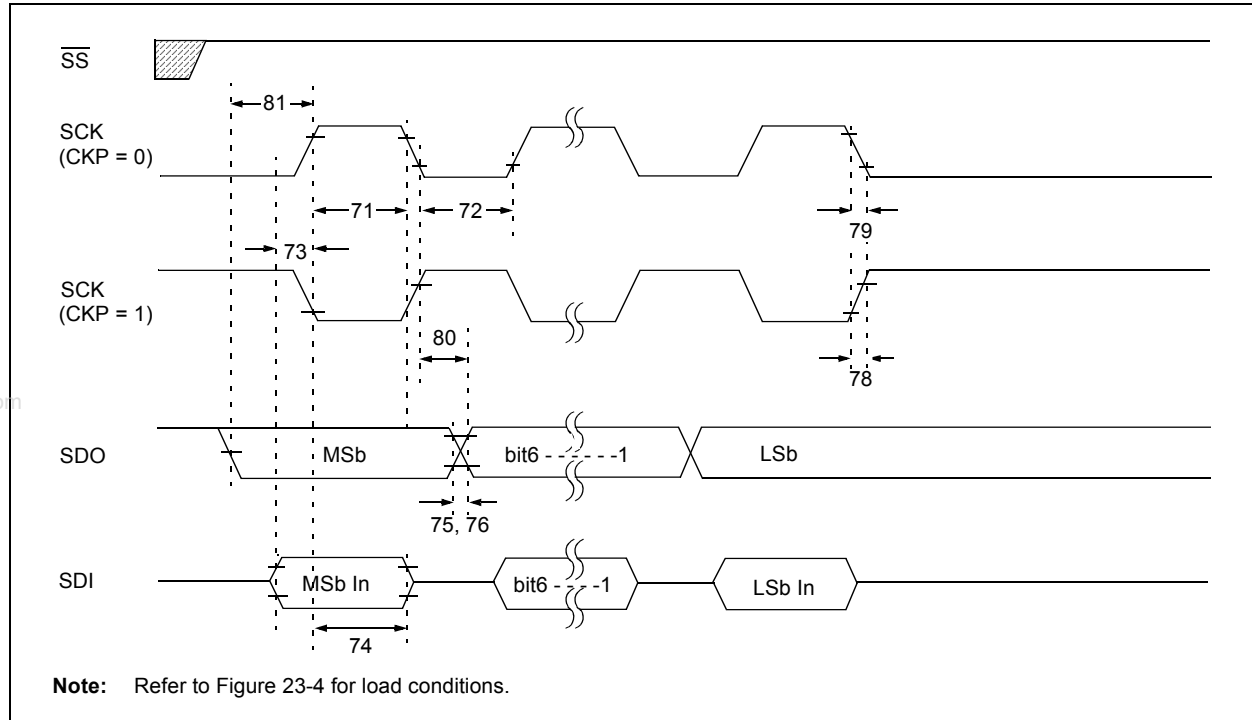 SS
81
SCK
(CKP = 0)
71
72
79
73
SCK
(CKP = 1)
80
78
om
SDO
MSb
bit6 - - - - - -1
LSb
75, 76
SDI
MSb In
bit6 - - - -1
LSb In
74
Note: Refer to Figure 23-4 for load conditions.